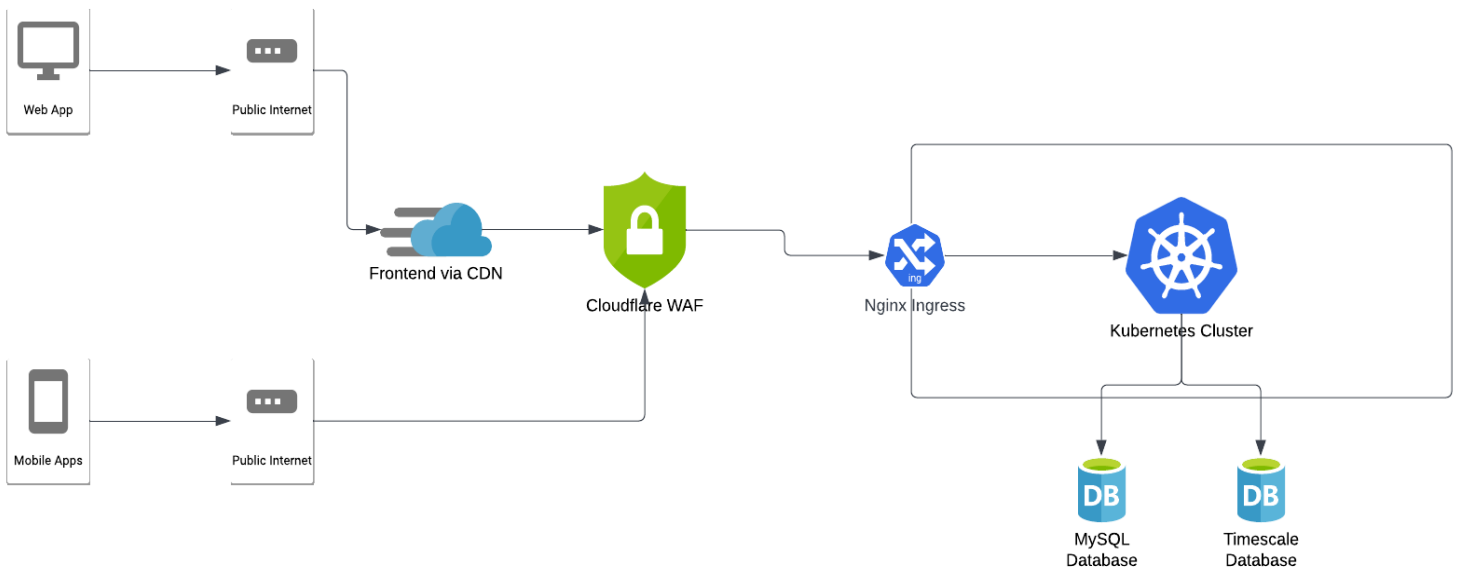 Web App
Public Internet
Frontend via CDN
Cloudflare WAF
ing
Nginx Ingress
Kubernetes Cluster
Mobile Apps
Public Internet
DB
DB
MySQL
Database
Timescale
Database